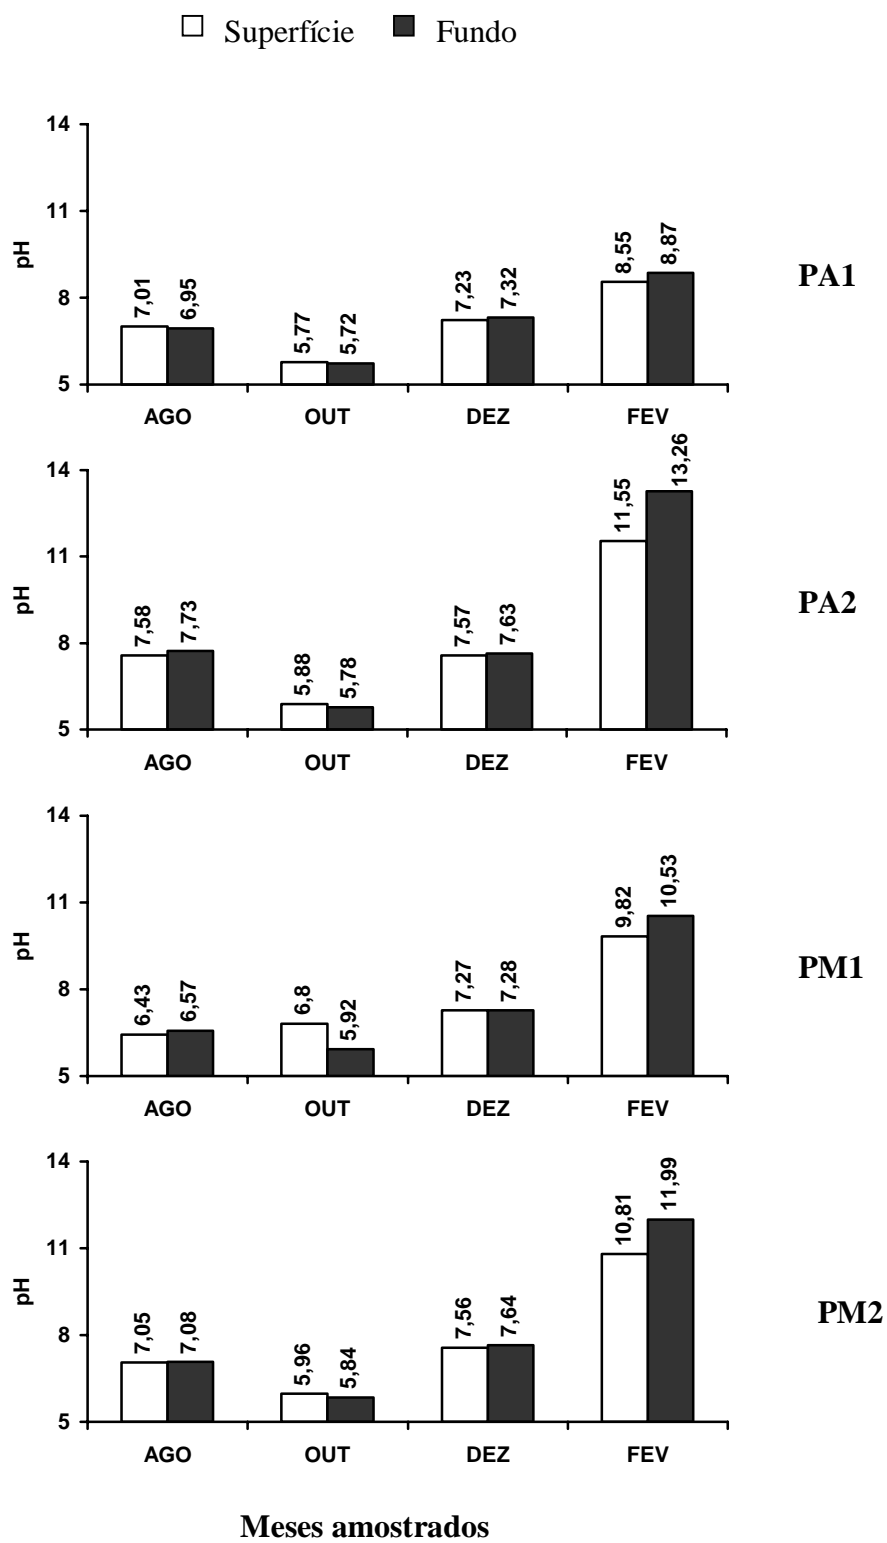 Superfície Fundo
14
11
8
5
pH
7,01 6,95 5,77 5,72 7,23 7,32 8,55 8,87
AGO OUT DEZ FEV
PA1
14
11
8
5
pH
7,58 7,73 5,88 5,78 7,57 7,63 11,55 13,26
AGO OUT DEZ FEV
PA2
14
11
8
5
pH
6,43 6,57 6,8 5,92 7,27 7,28 9,82 10,53
AGO OUT DEZ FEV
PM1
14
11
8
5
pH
7,05 7,08 5,96 5,84 7,56 7,64 10,81 11,99
AGO OUT DEZ FEV
PM2
Meses amostrados